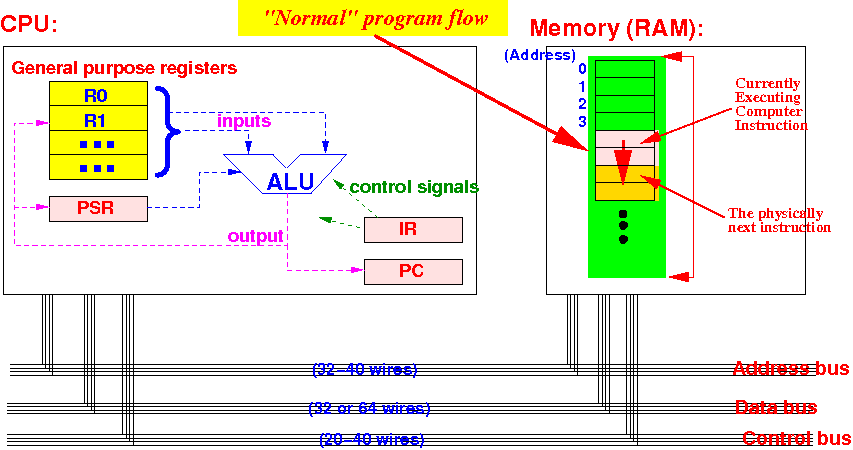 "Normal" program flow
CPU:
Memory (RAM):
(Address)
General purpose registers
R0
R1
inputs
ALU
PSR
control signals
output
IR
PC
0
1
2
3
Currently
Executing
Computer
Instruction
The physically
next instruction
(32-40 wires)
Address bus
(32 or 64 wires)
Data bus
(20-40 wires)
Control bus